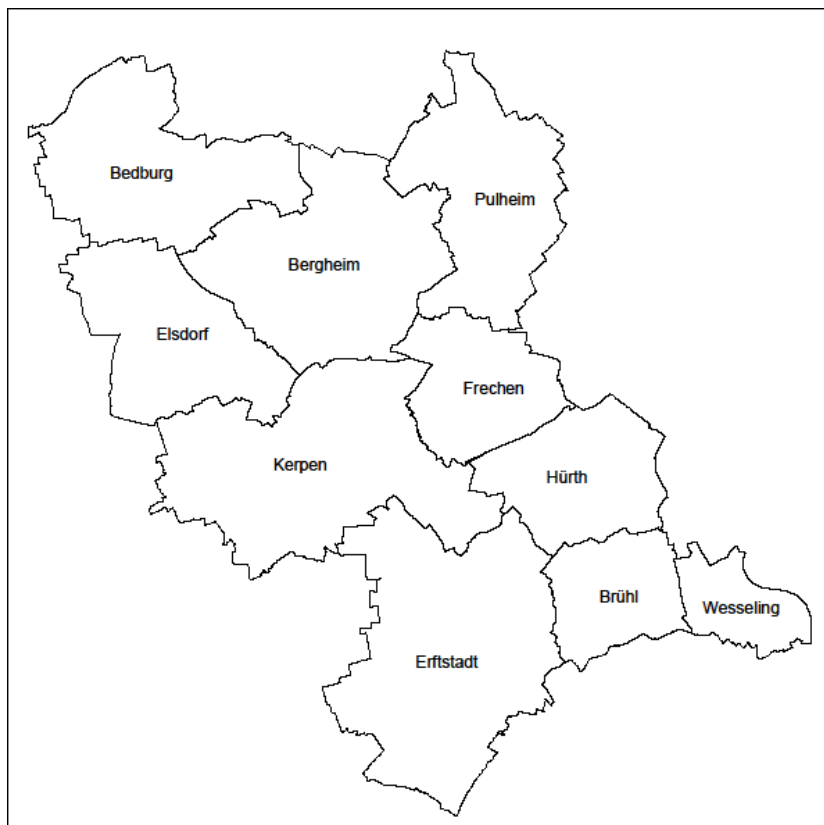 Bedburg
Pulheim
Bergheim
Elsdorf
Frechen
Kerpen
Hürth
Brühl
Wesseling
Erftstadt